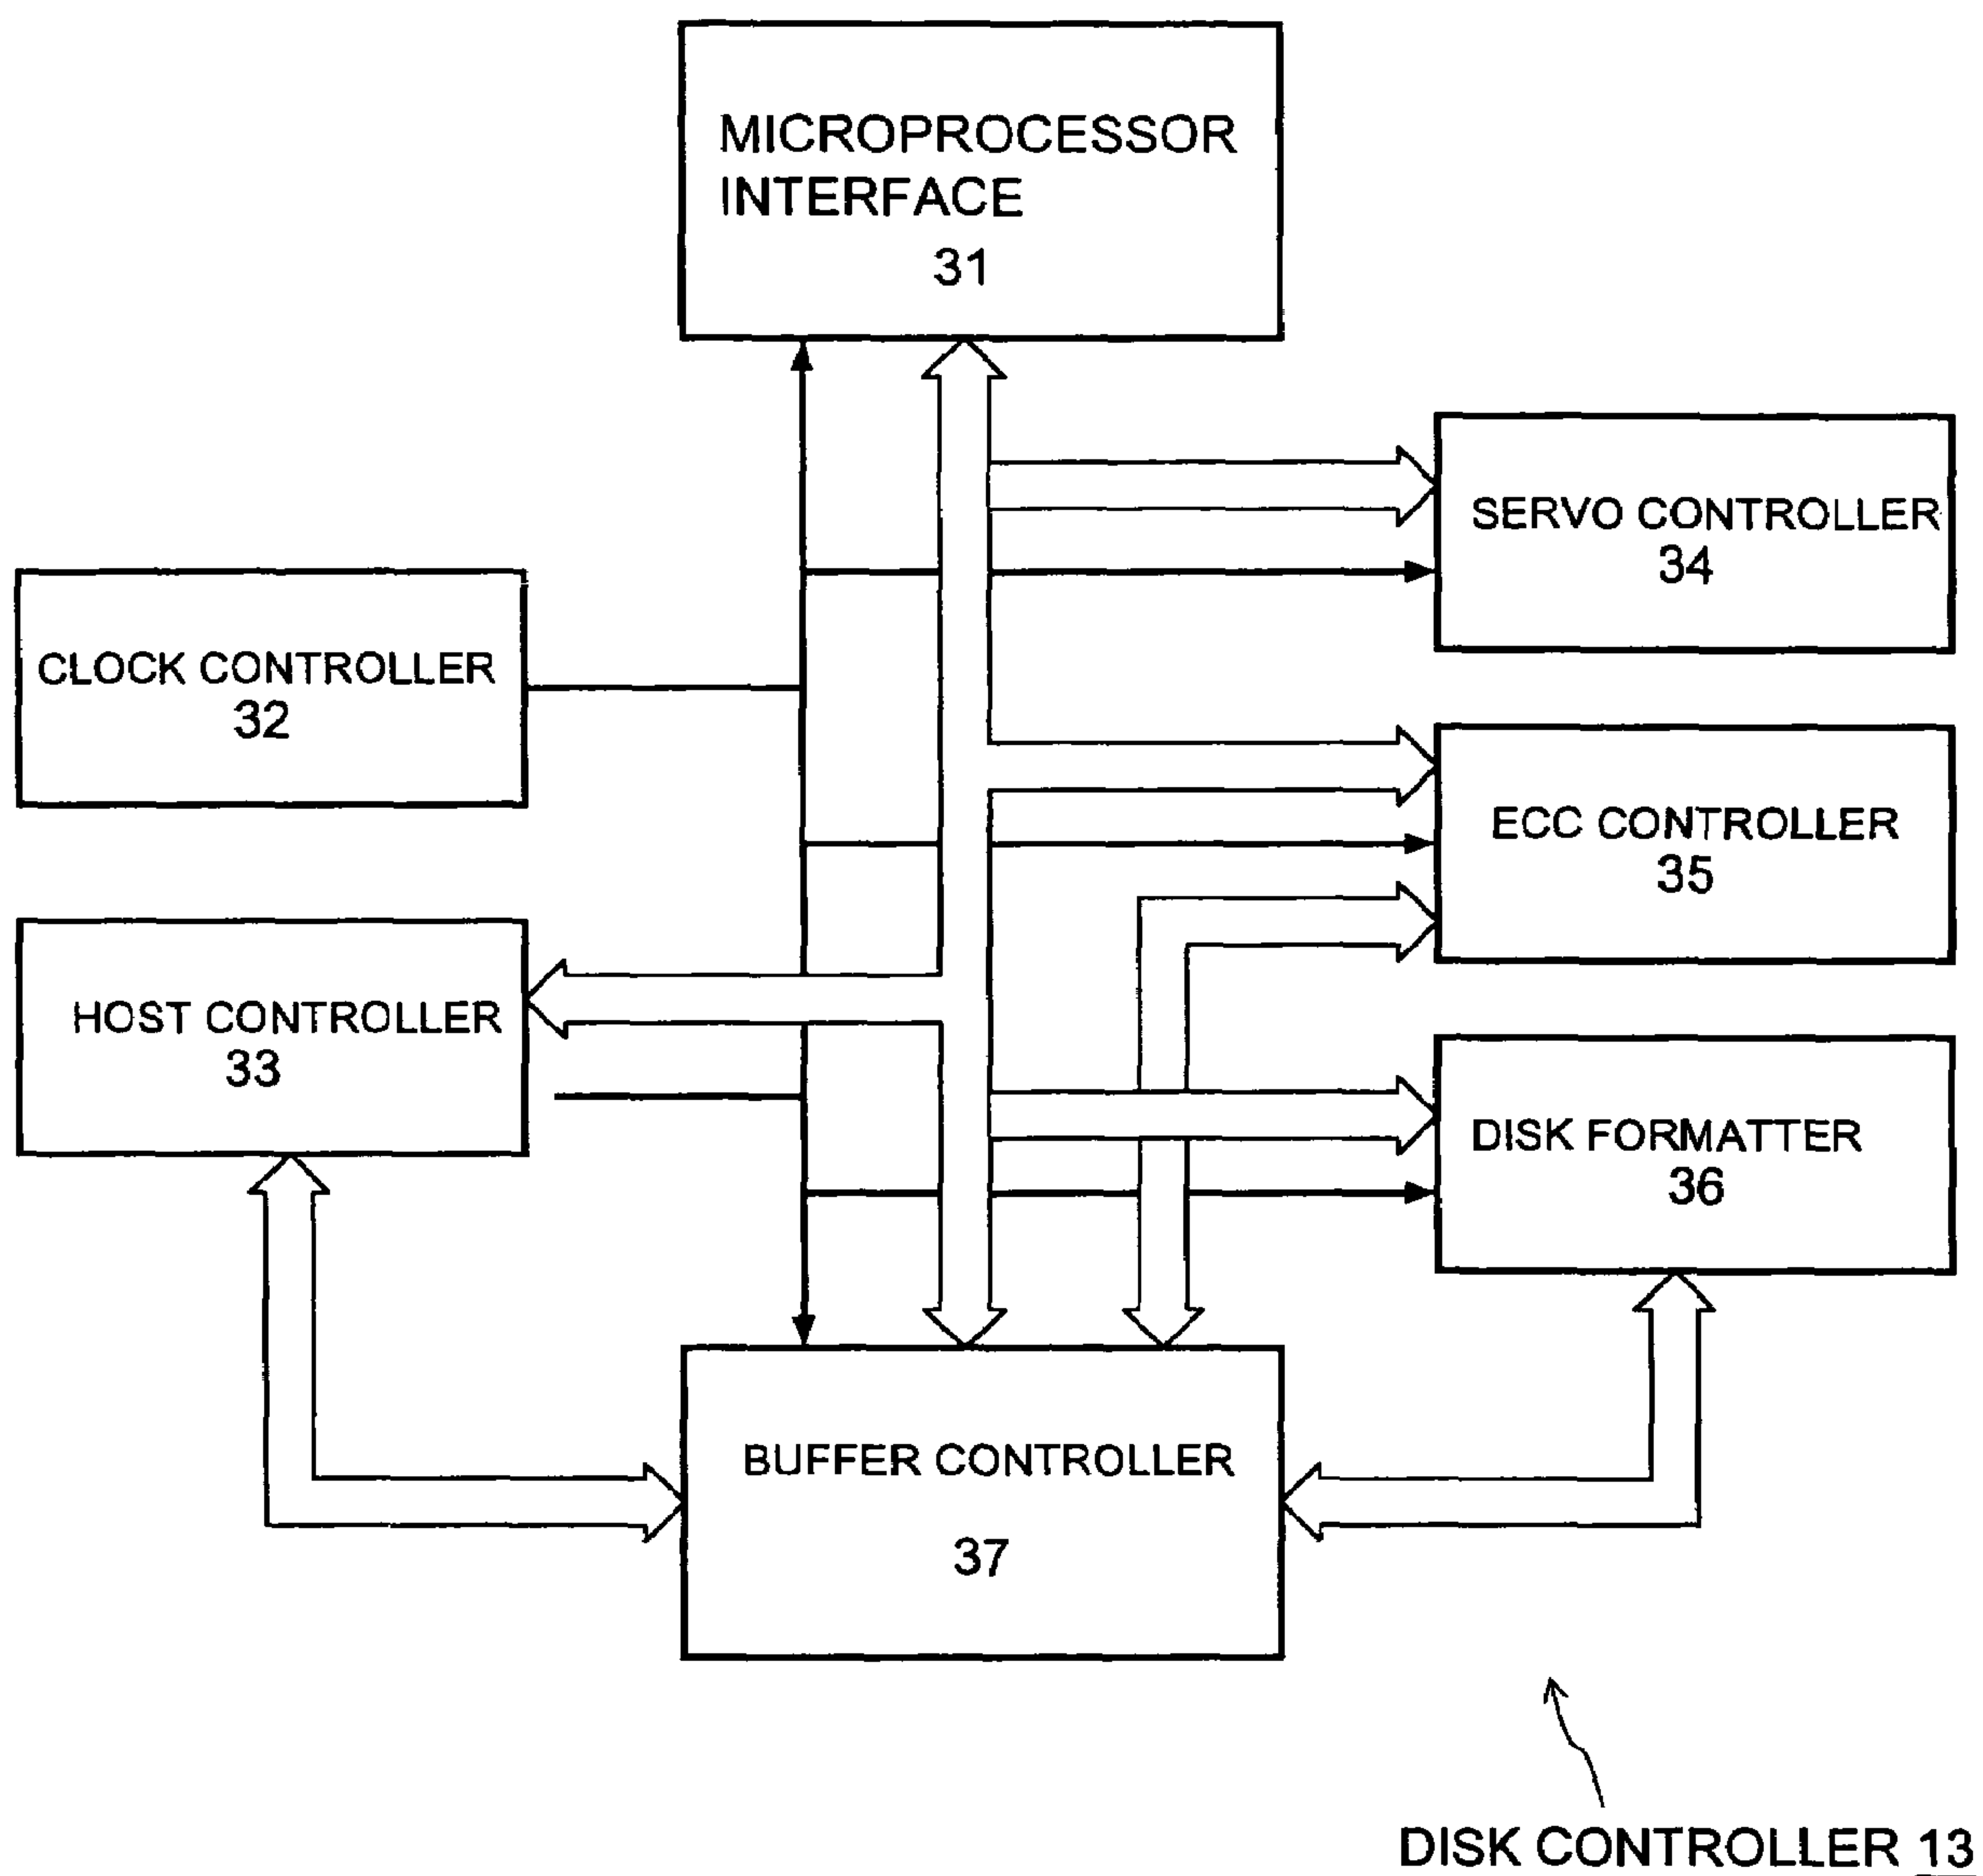 MICROPROCESSOR
INTERFACE
31
SERVO CONTROLLER
34
CLOCK CONTROLLER
32
ECC CONTROLLER
35
HOST CONTROLLER
33
DISK FORMATTER
36
BUFFER CONTROLLER
37
DISK CONTROLLER 13